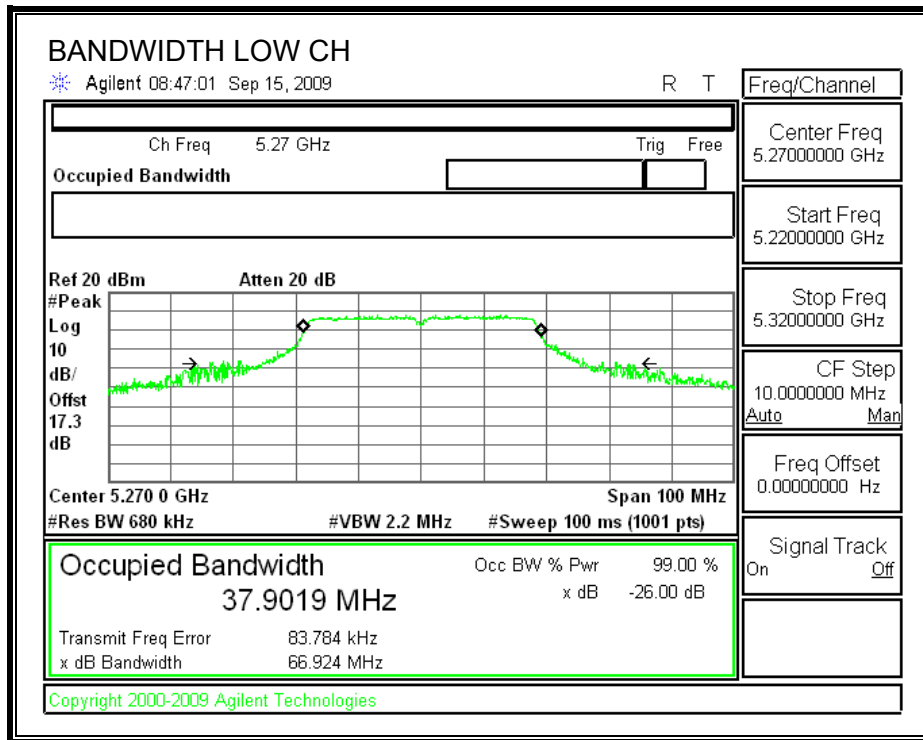 BANDWIDTH LOW CH
Agilent 08:47:01 Sep 15, 2009 R T
Freq/Channel
Ch Freq 5.27 GHz Trig Free
Occupied Bandwidth
Center Freq
5.27000000 GHz
Start Freq
5.22000000 GHz
Stop Freq
5.32000000 GHz
CF Step
10.0000000 MHz
Auto Man
Freq Offset
0.00000000 Hz
Signal Track
On Off
Ref 20 dBm Atten 20 dB
#Peak
Log
10
dB/
Offst
17.3
dB
Center 5.270 0 GHz Span 100 MHz
#Res BW 680 kHz #VBW 2.2 MHz #Sweep 100 ms (1001 pts)
Occupied Bandwidth Occ BW % Pwr 99.00 %
37.9019 MHz x dB -26.00 dB
Transmit Freq Error 83.784 kHz
x dB Bandwidth 66.924 MHz
Copyright 2000-2009 Agilent Technologies